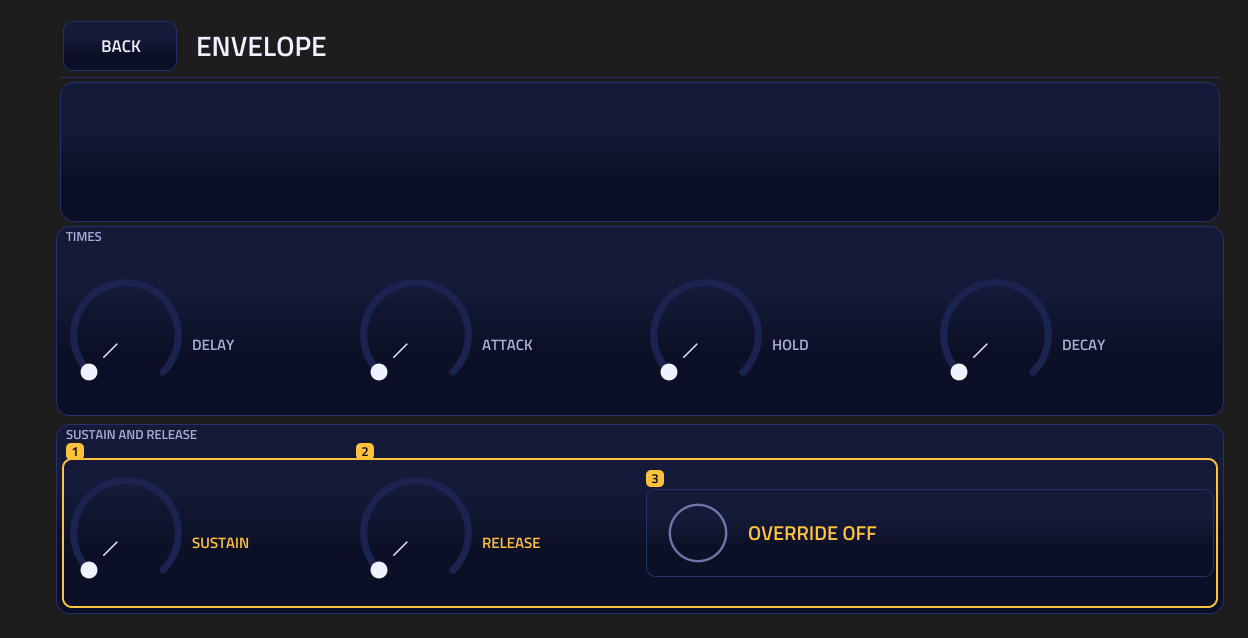 BACK
ENVELOPE
TIMES
DELAY
ATTACK
HOLD
DECAY
SUSTAIN AND RELEASE
1
2
3
SUSTAIN
RELEASE
OVERRIDE OFF